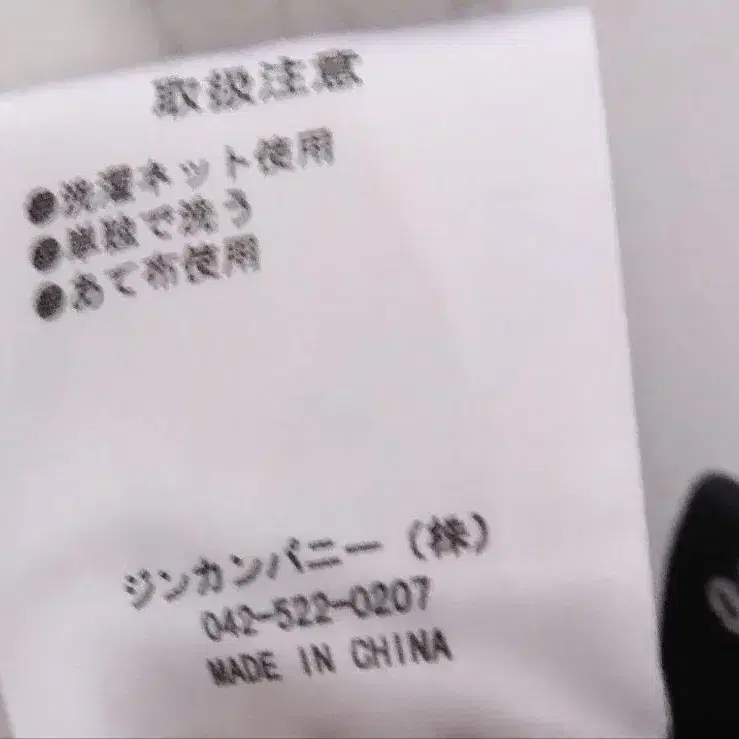 取扱注意
●洗濯ネット使用
●単独で洗う
●あて布使用
ジンカンパニー（株）
042-522-0207
MADE IN CHINA